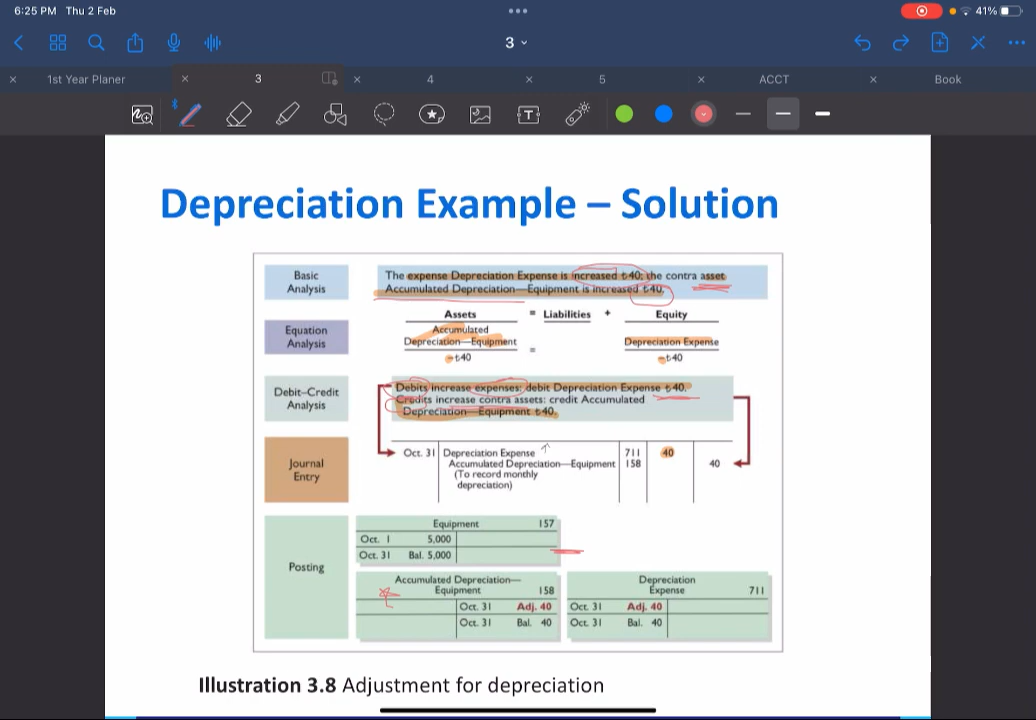 6:25 PM Thu 2 Feb
41%
3
1st Year Planer
3
4
5
ACCT
Book
T
Depreciation Example – Solution
Basic
Analysis
The expense Depreciation Expense is increased ₺40; the contra asset
Accumulated Depreciation—Equipment is increased ₺40.
Equation
Analysis
Assets = Liabilities + Equity
Accumulated
Depreciation—Equipment = Depreciation Expense
−₺40 −₺40
Debit–Credit
Analysis
Debits increase expenses: debit Depreciation Expense ₺40.
Credits increase contra assets: credit Accumulated
Depreciation—Equipment ₺40.
Journal
Entry
Oct. 31 Depreciation Expense 711 40
Accumulated Depreciation—Equipment 158 40
(To record monthly
depreciation)
Posting
Equipment 157
Oct. 1 5,000
Oct. 31 Bal. 5,000
Accumulated Depreciation—
Equipment 158
Oct. 31 Adj. 40
Oct. 31 Bal. 40
Depreciation
Expense 711
Oct. 31 Adj. 40
Oct. 31 Bal. 40
Illustration 3.8 Adjustment for depreciation